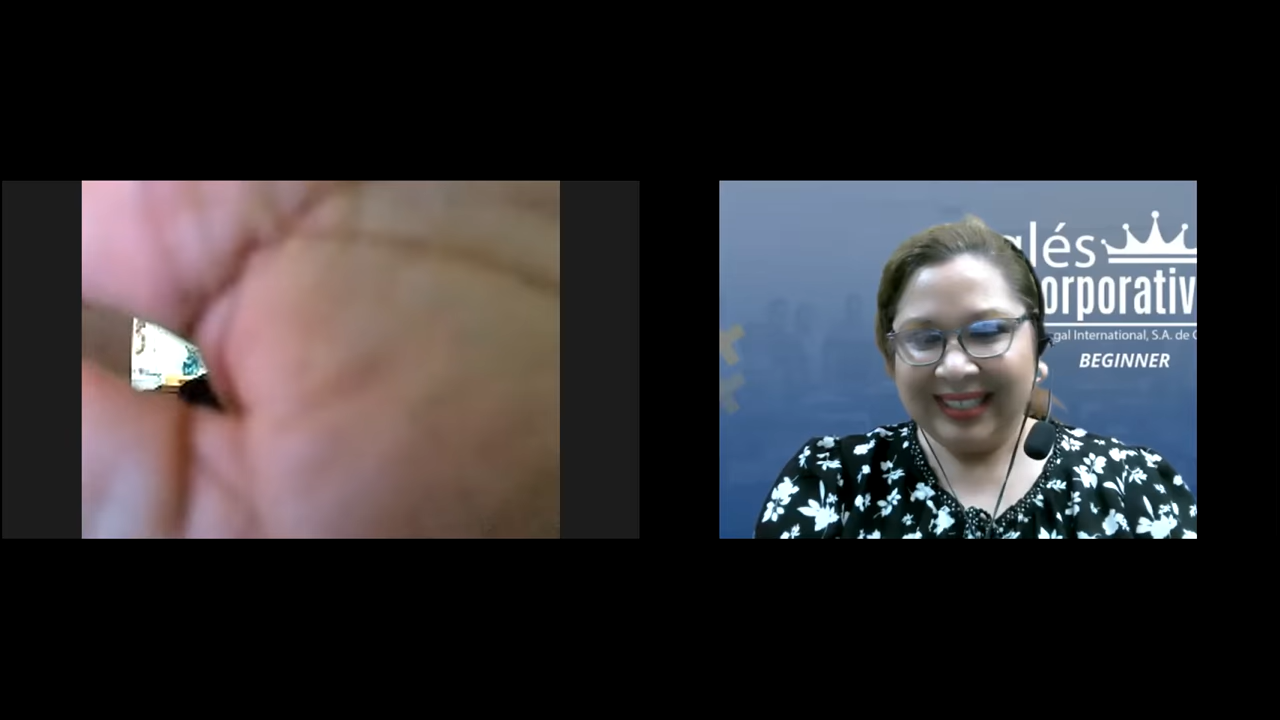 glés
orporativ
gal International, S.A. de C
BEGINNER